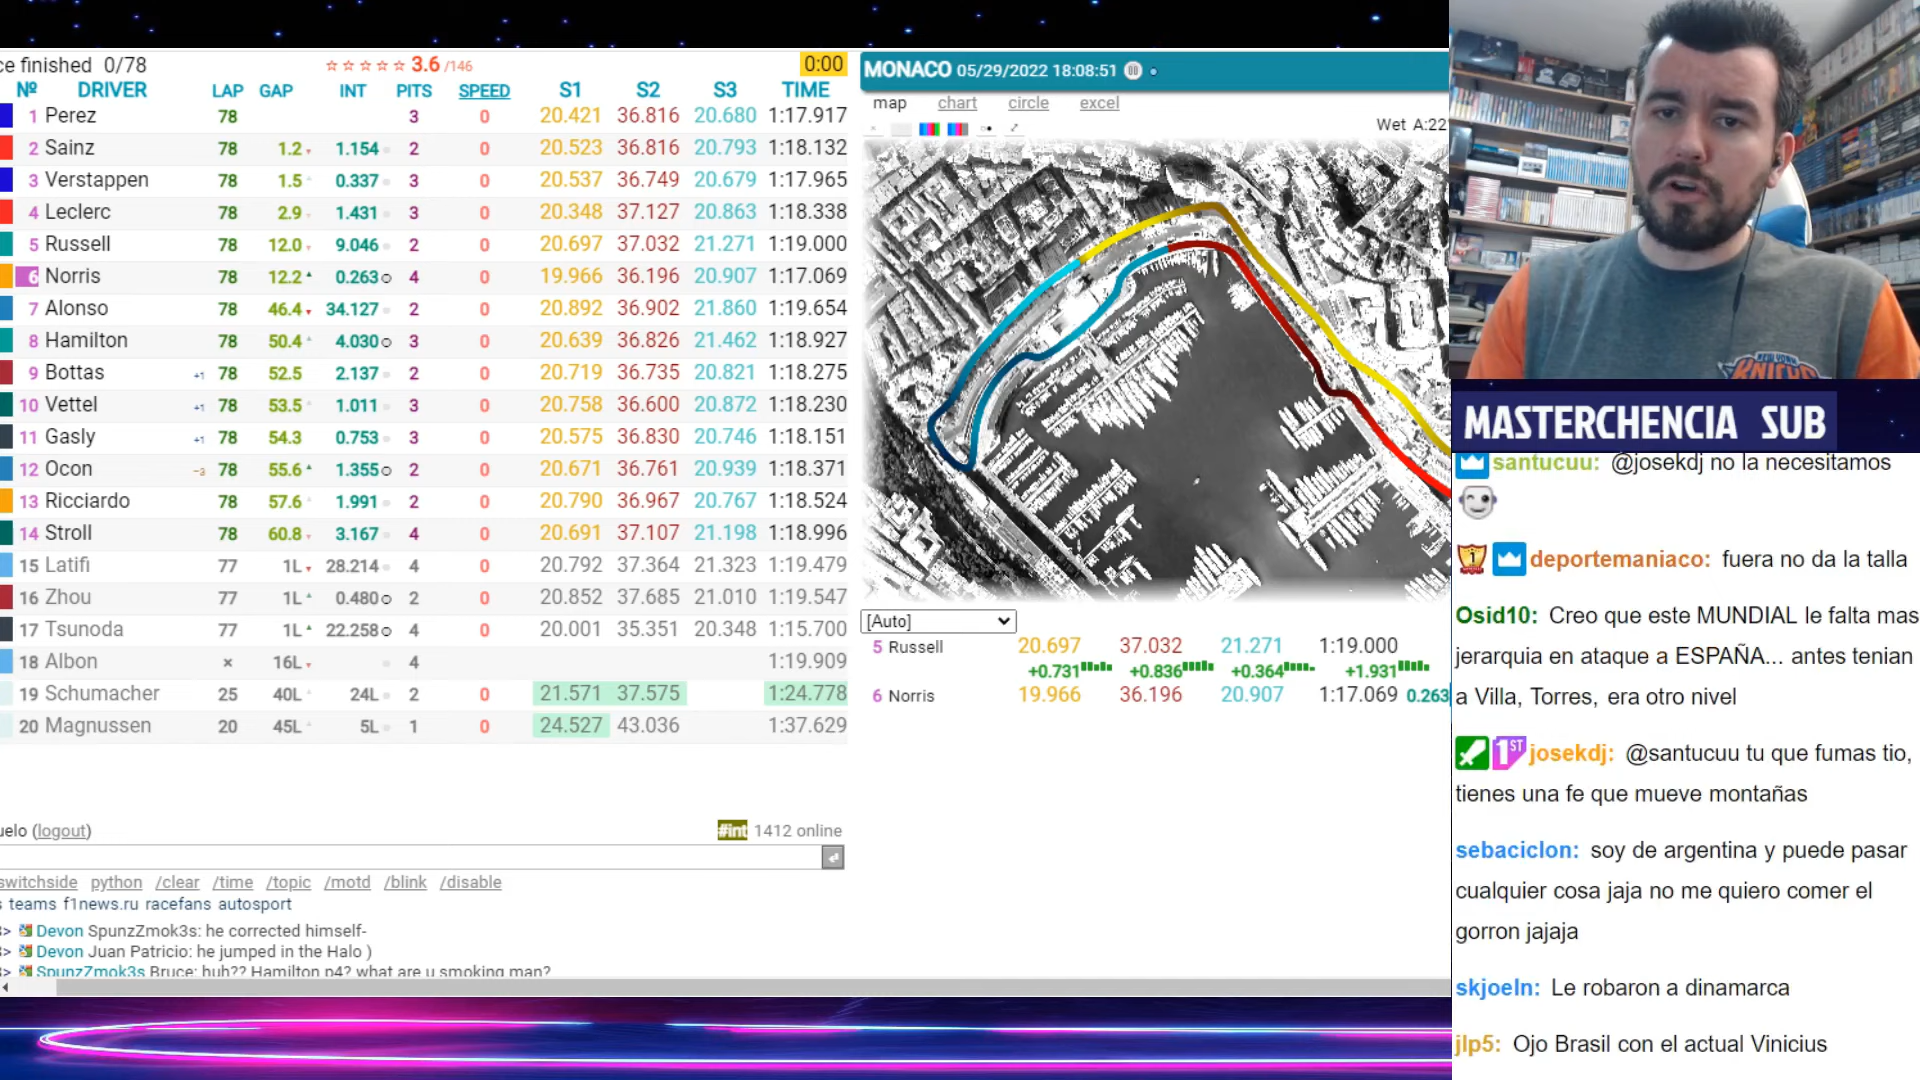 ce finished 0/78 3.6 /146 0:00
Nº DRIVER LAP GAP INT PITS SPEED S1 S2 S3 TIME
1 Perez 78 3 0 20.421 36.816 20.680 1:17.917
2 Sainz 78 1.2 1.154 2 0 20.523 36.816 20.793 1:18.132
3 Verstappen 78 1.5 0.337 3 0 20.537 36.749 20.679 1:17.965
4 Leclerc 78 2.9 1.431 3 0 20.348 37.127 20.863 1:18.338
5 Russell 78 12.0 9.046 2 0 20.697 37.032 21.271 1:19.000
6 Norris 78 12.2 0.263 4 0 19.966 36.196 20.907 1:17.069
7 Alonso 78 46.4 34.127 2 0 20.892 36.902 21.860 1:19.654
8 Hamilton 78 50.4 4.030 3 0 20.639 36.826 21.462 1:18.927
9 Bottas +1 78 52.5 2.137 2 0 20.719 36.735 20.821 1:18.275
10 Vettel +1 78 53.5 1.011 3 0 20.758 36.600 20.872 1:18.230
11 Gasly +1 78 54.3 0.753 3 0 20.575 36.830 20.746 1:18.151
12 Ocon -3 78 55.6 1.355 2 0 20.671 36.761 20.939 1:18.371
13 Ricciardo 78 57.6 1.991 2 0 20.790 36.967 20.767 1:18.524
14 Stroll 78 60.8 3.167 4 0 20.691 37.107 21.198 1:18.996
15 Latifi 77 1L 28.214 4 0 20.792 37.364 21.323 1:19.479
16 Zhou 77 1L 0.480 2 0 20.852 37.685 21.010 1:19.547
17 Tsunoda 77 1L 22.258 4 0 20.001 35.351 20.348 1:15.700
18 Albon × 16L 4 1:19.909
19 Schumacher 25 40L 24L 2 0 21.571 37.575 1:24.778
20 Magnussen 20 45L 5L 1 0 24.527 43.036 1:37.629
uelo (logout) #int 1412 online
switchside python /clear /time /topic /motd /blink /disable
s teams f1news.ru racefans autosport
> Devon SpunzZmok3s: he corrected himself-
> Devon Juan Patricio: he jumped in the Halo )
> SpunzZmok3s Bruce: huh?? Hamilton p4? what are u smoking man?
MONACO 05/29/2022 18:08:51
map chart circle excel
Wet A:22
[Auto]
5 Russell 20.697 37.032 21.271 1:19.000
+0.731 +0.836 +0.364 +1.931
6 Norris 19.966 36.196 20.907 1:17.069 0.263
KNICKS
MASTERCHENCIA SUB
santucuu: @josekdj no la necesitamos
deportemaniaco: fuera no da la talla
Osid10: Creo que este MUNDIAL le falta mas
jerarquia en ataque a ESPAÑA... antes tenian
a Villa, Torres, era otro nivel
1ST josekdj: @santucuu tu que fumas tio,
tienes una fe que mueve montañas
sebaciclon: soy de argentina y puede pasar
cualquier cosa jaja no me quiero comer el
gorron jajaja
skjoeln: Le robaron a dinamarca
jlp5: Ojo Brasil con el actual Vinicius